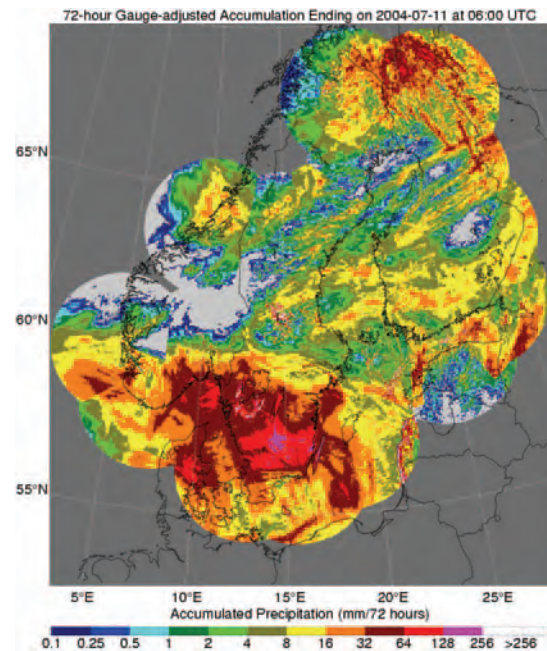 72-hour Gauge-adjusted Accumulation Ending on 2004-07-11 at 06:00 UTC
65°N
60°N
55°N
5°E 10°E 15°E 20°E 25°E
Accumulated Precipitation (mm/72 hours)
0.1 0.25 0.5 1 2 4 8 16 32 64 128 256 >256